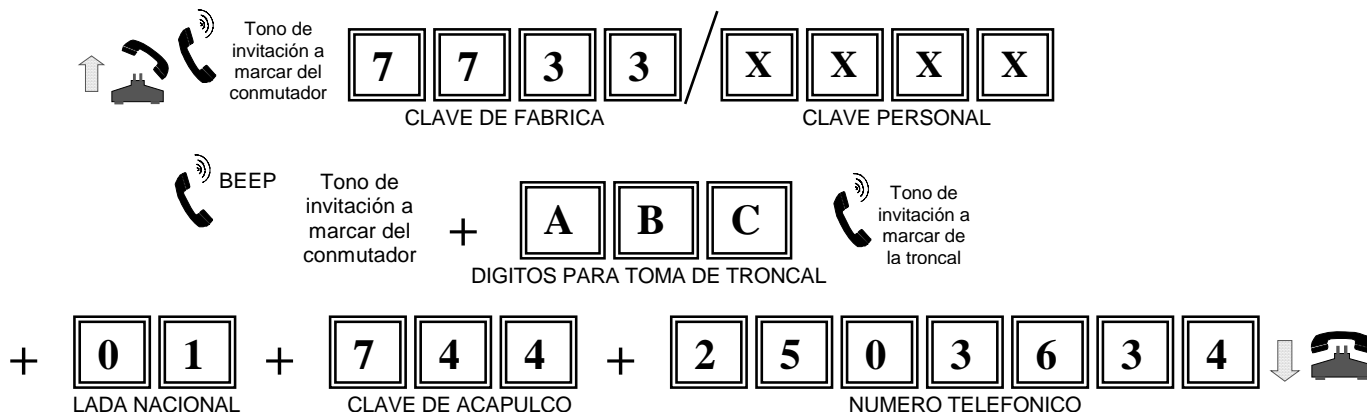 Tono de
invitación a
marcar del
conmutador
7 7 3 3 / X X X X
CLAVE DE FABRICA
CLAVE PERSONAL
BEEP
Tono de
invitación a
marcar del
conmutador
+ A B C
DIGITOS PARA TOMA DE TRONCAL
Tono de
invitación a
marcar de
la troncal
+ 0 1 + 7 4 4 + 2 5 0 3 6 3 4
LADA NACIONAL
CLAVE DE ACAPULCO
NUMERO TELEFONICO